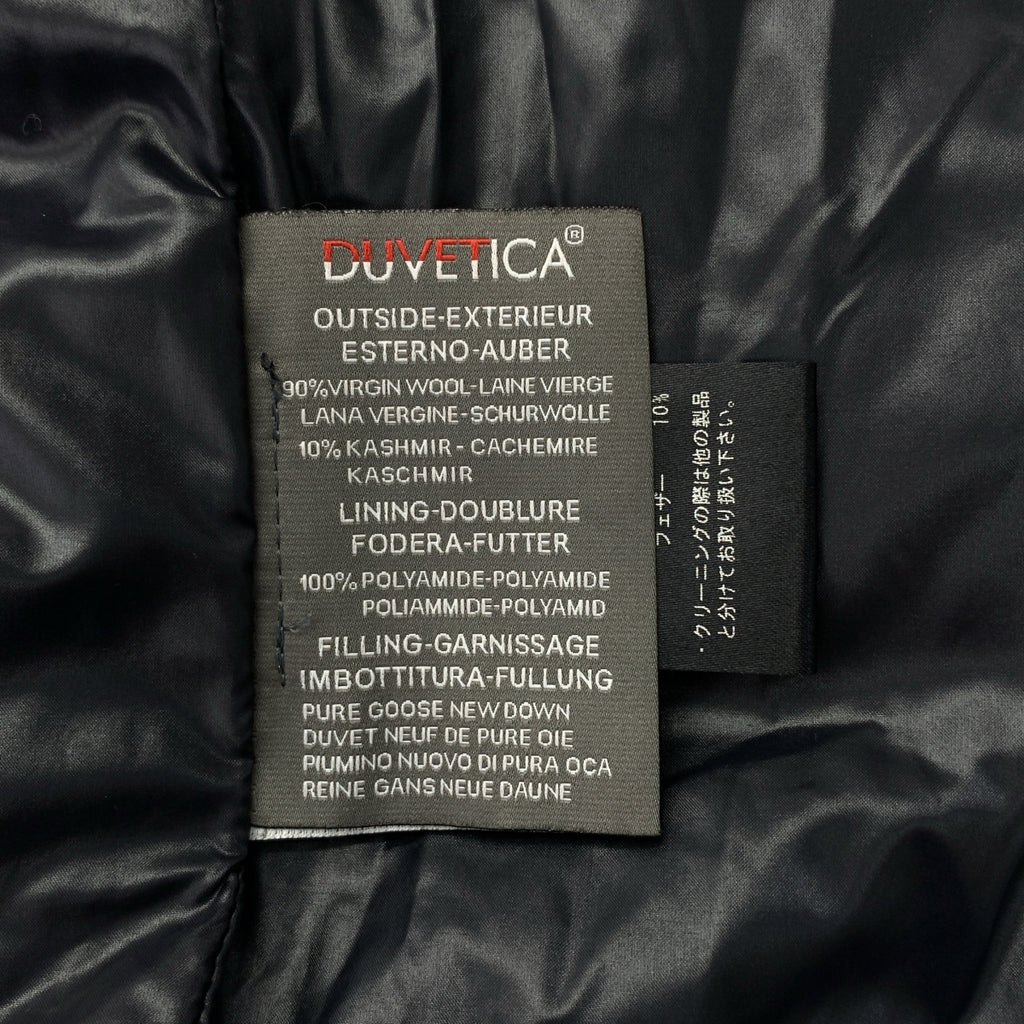 DUVETICA®
OUTSIDE-EXTERIEUR
ESTERNO-AUBER
90%VIRGIN WOOL-LAINE VIERGE
LANA VERGINE-SCHURWOLLE
10% KASHMIR - CACHEMIRE
KASCHMIR
LINING-DOUBLURE
FODERA-FUTTER
100% POLYAMIDE-POLYAMIDE
POLIAMMIDE-POLYAMID
FILLING-GARNISSAGE
IMBOTTITURA-FULLUNG
PURE GOOSE NEW DOWN
DUVET NEUF DE PURE OIE
PIUMINO NUOVO DI PURA OCA
REINE GANS NEUE DAUNE
フェザー 10%
・クリーニングの際は他の製品
と分けてお取り扱い下さい。